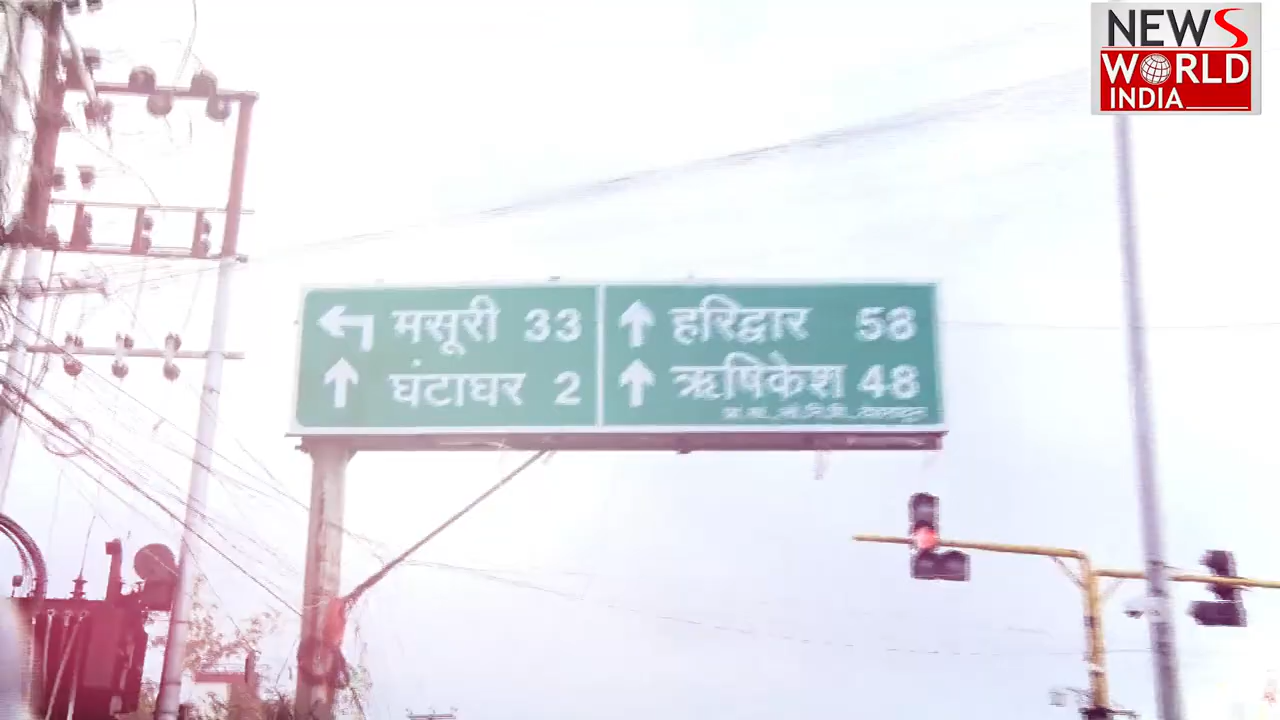 NEWS
WORLD
INDIA
मसूरी 33
घंटाघर 2
हरिद्वार 58
ऋषिकेश 48